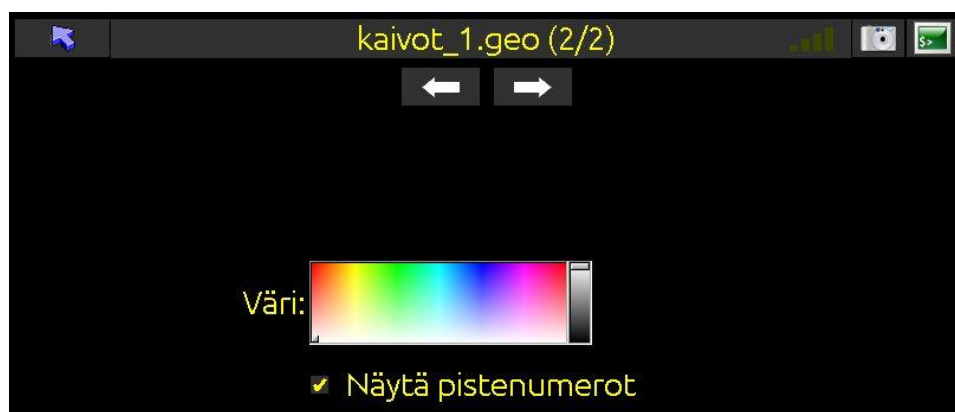 kaivot_1.geo (2/2)
$>
Väri:
Näytä pistenumerot